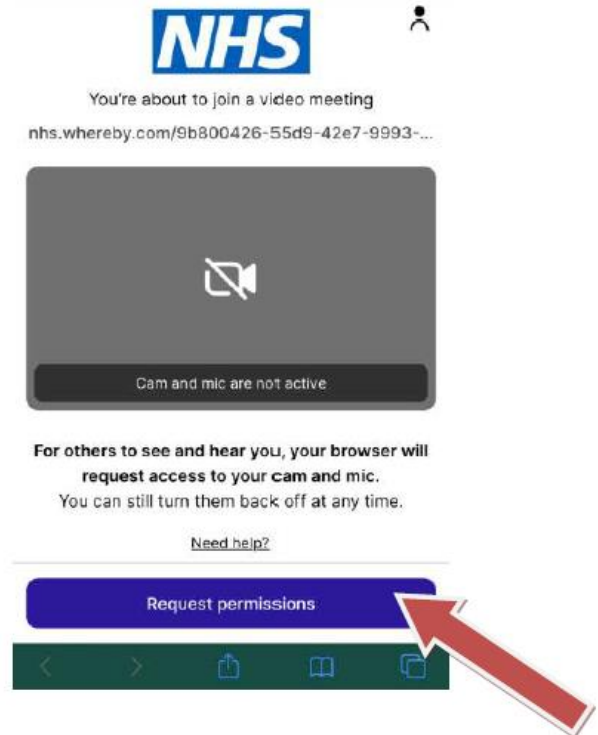 NHS
You're about to join a video meeting
nhs.whereby.com/9b800426-55d9-42e7-9993-...
Cam and mic are not active
For others to see and hear you, your browser will
request access to your cam and mic.
You can still turn them back off at any time.
Need help?
Request permissions